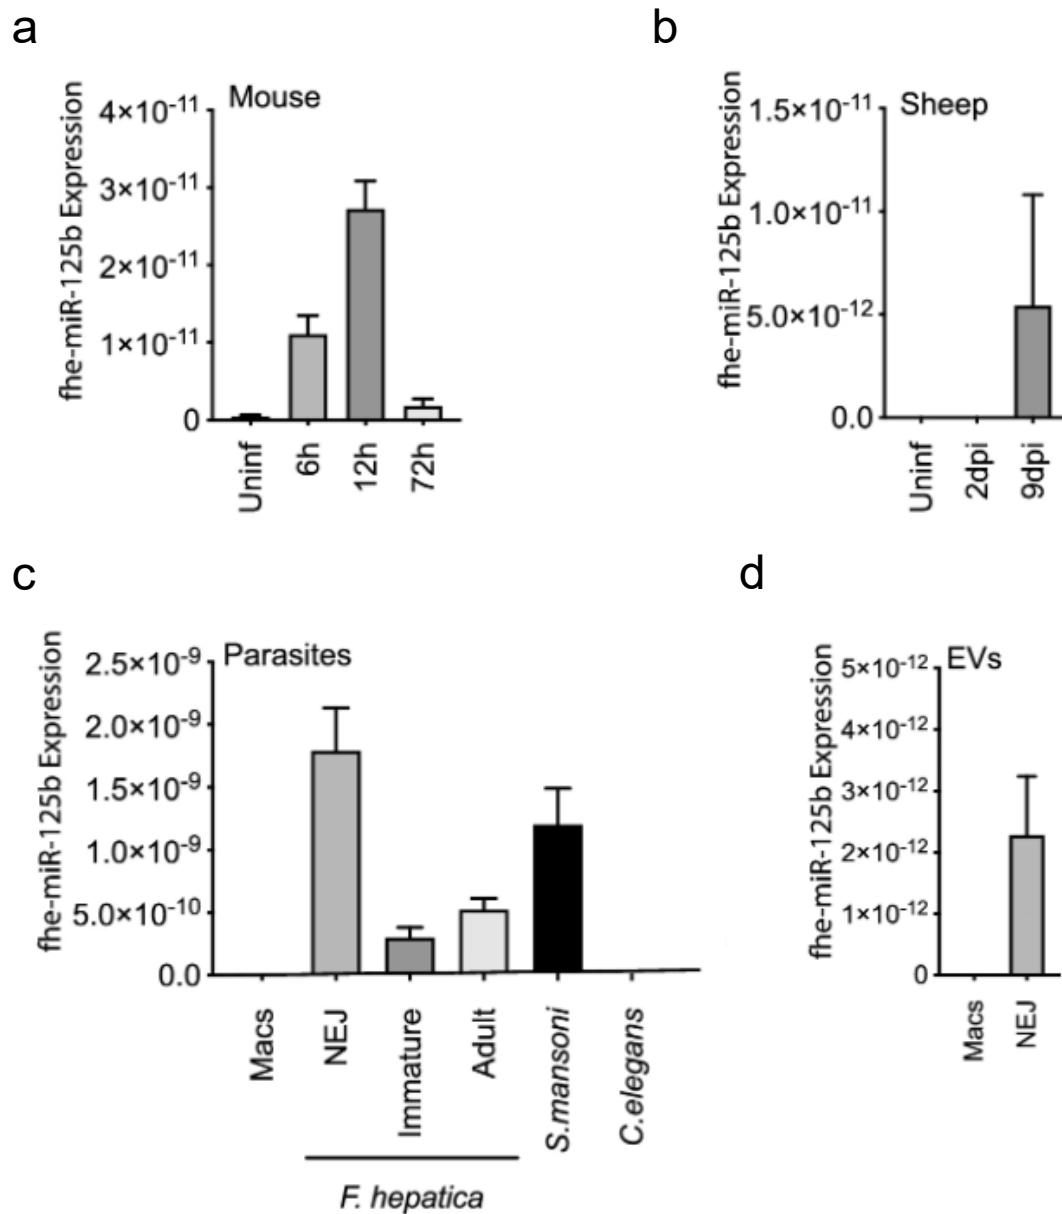 a
Mouse
fhe-miR-125b Expression
4×10⁻¹¹
3×10⁻¹¹
2×10⁻¹¹
1×10⁻¹¹
0
Uninf
6h
12h
72h
b
Sheep
fhe-miR-125b Expression
1.5×10⁻¹¹
1.0×10⁻¹¹
5.0×10⁻¹²
0.0
Uninf
2dpi
9dpi
c
Parasites
fhe-miR-125b Expression
2.5×10⁻⁹
2.0×10⁻⁹
1.5×10⁻⁹
1.0×10⁻⁹
5.0×10⁻¹⁰
0.0
Macs
NEJ
Immature
Adult
S.mansoni
C.elegans
F. hepatica
d
EVs
fhe-miR-125b Expression
5×10⁻¹²
4×10⁻¹²
3×10⁻¹²
2×10⁻¹²
1×10⁻¹²
0
Macs
NEJ